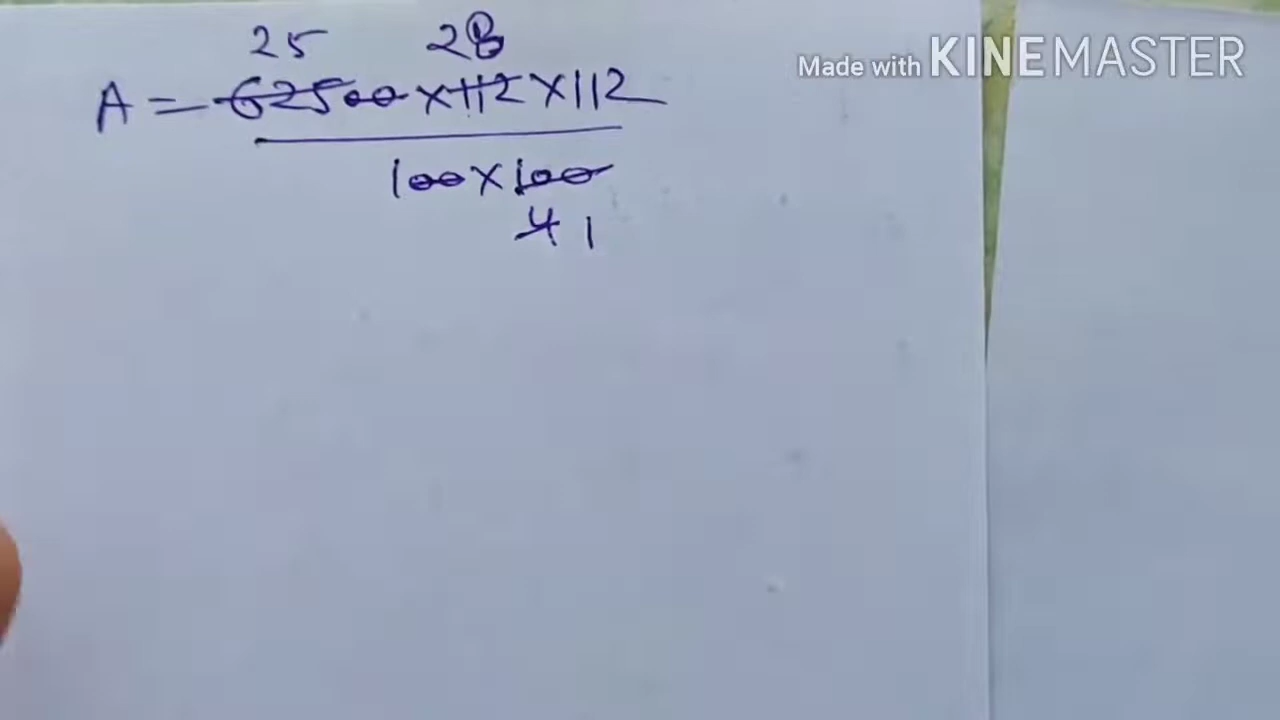 25 28
A = 62500 × 112 × 112
100 × 100
4 1
Made with KINEMASTER